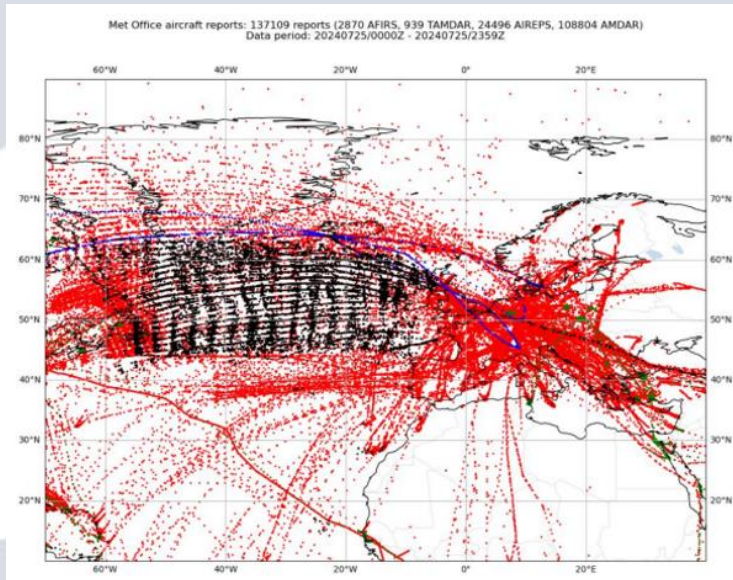 Met Office aircraft reports: 137109 reports (2870 AFIRS, 939 TAMDAR, 24496 AIREPS, 108804 AMDAR)
Data period: 20240725/0000Z - 20240725/2359Z
60°W 40°W 20°W 0° 20°E
80°N 80°N
70°N 70°N
60°N 60°N
50°N 50°N
40°N 40°N
30°N 30°N
20°N 20°N
60°W 40°W 20°W 0° 20°E